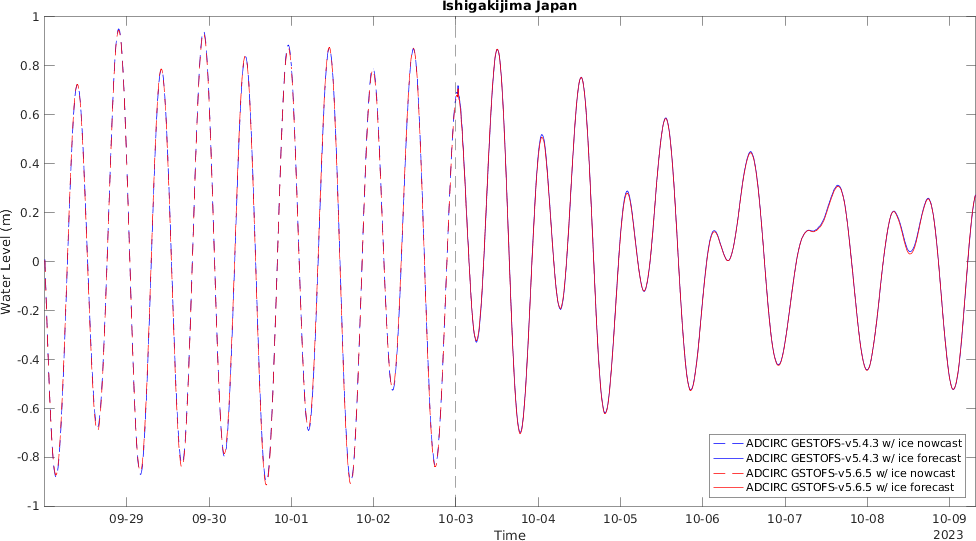 Ishigakijima Japan
1
0.8
0.6
0.4
0.2
0
-0.2
-0.4
-0.6
-0.8
-1
Water Level (m)
ADCIRC GESTOFS-v5.4.3 w/ ice nowcast
ADCIRC GESTOFS-v5.4.3 w/ ice forecast
ADCIRC GSTOFS-v5.6.5 w/ ice nowcast
ADCIRC GSTOFS-v5.6.5 w/ ice forecast
09-29 09-30 10-01 10-02 10-03 10-04 10-05 10-06 10-07 10-08 10-09
2023
Time